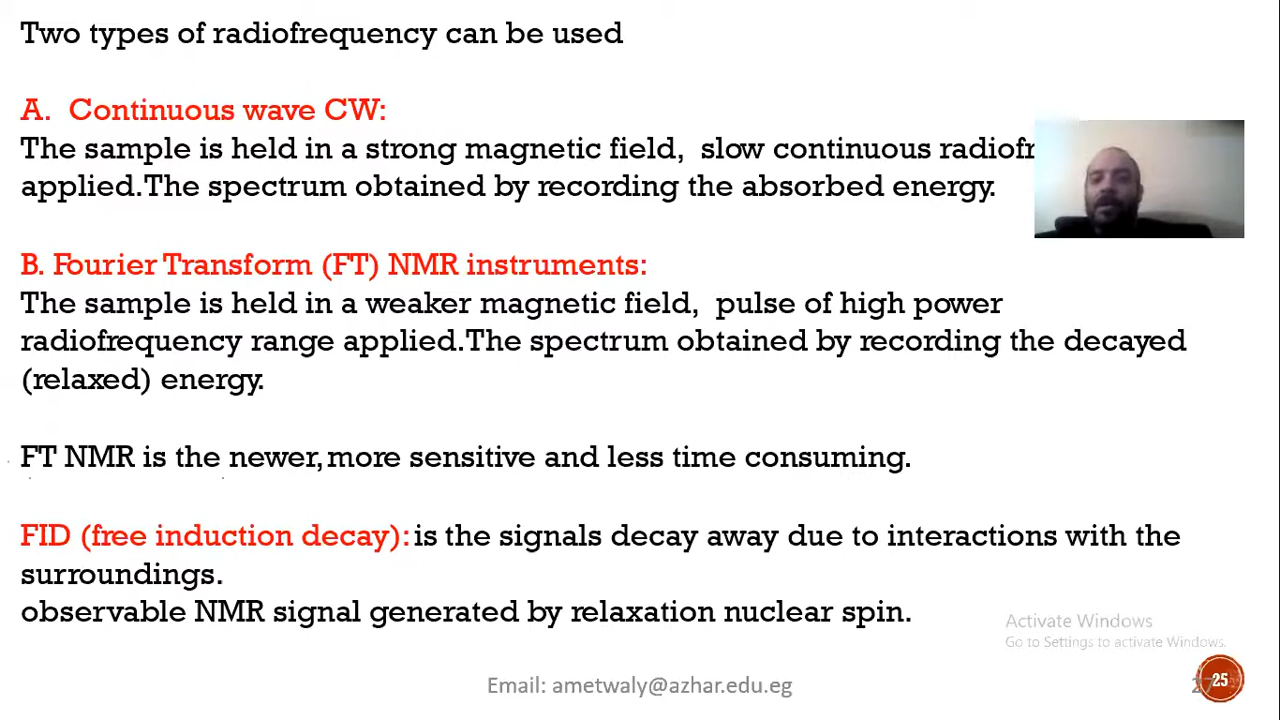 Two types of radiofrequency can be used
A. Continuous wave CW:
The sample is held in a strong magnetic field, slow continuous
applied.The spectrum obtained by recording the absorbed energy.
B. Fourier Transform (FT) NMR instruments:
The sample is held in a weaker magnetic field, pulse of high power
radiofrequency range applied.The spectrum obtained by recording the decayed
(relaxed) energy.
FT NMR is the newer, more sensitive and less time consuming.
FID (free induction decay): is the signals decay away due to interactions with the
surroundings.
observable NMR signal generated by relaxation nuclear spin.
Activate Windows
Go to Settings to activate Windows.
Email: ametwaly@azhar.edu.eg
25